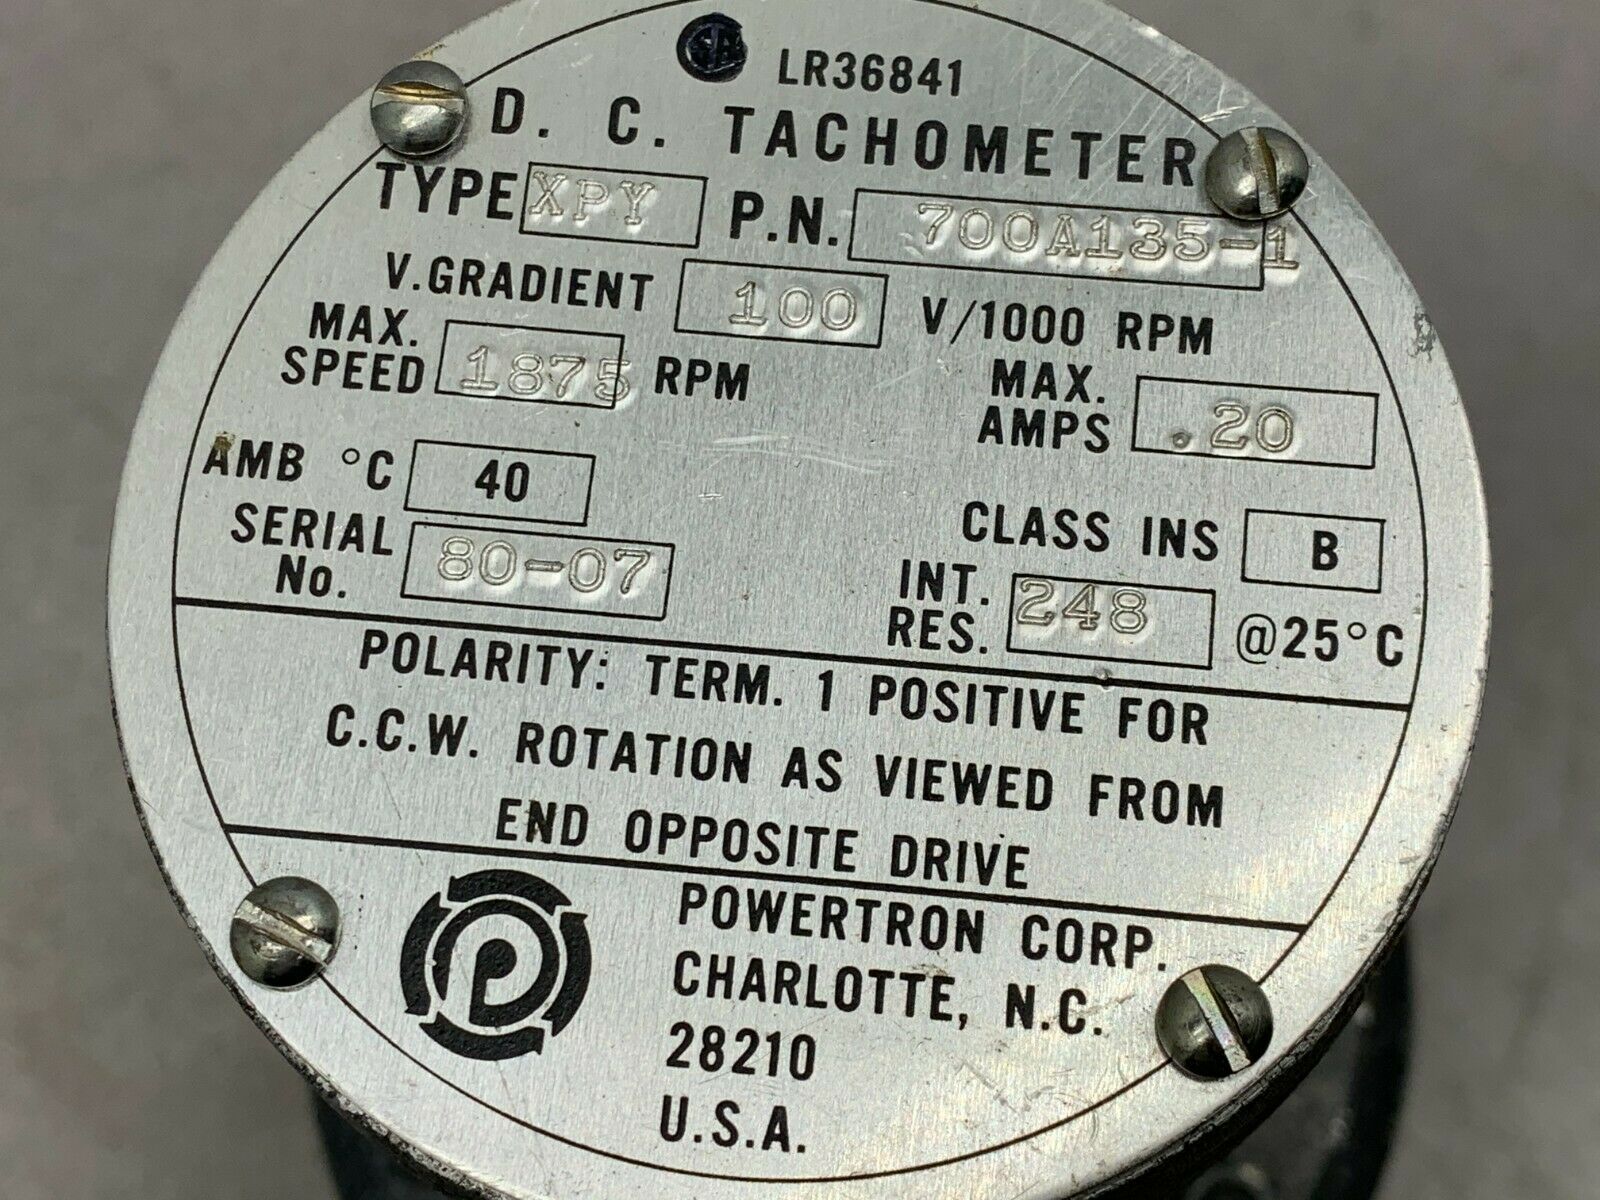 CSA LR36841
D. C. TACHOMETER
TYPE XPY P.N. 700A135-1
V.GRADIENT 100 V/1000 RPM
MAX. SPEED 1875 RPM MAX. AMPS .20
AMB °C 40 CLASS INS B
SERIAL No. 80-07 INT. RES. 248 @25°C
POLARITY: TERM. 1 POSITIVE FOR
C.C.W. ROTATION AS VIEWED FROM
END OPPOSITE DRIVE
P POWERTRON CORP.
CHARLOTTE, N.C.
28210
U.S.A.